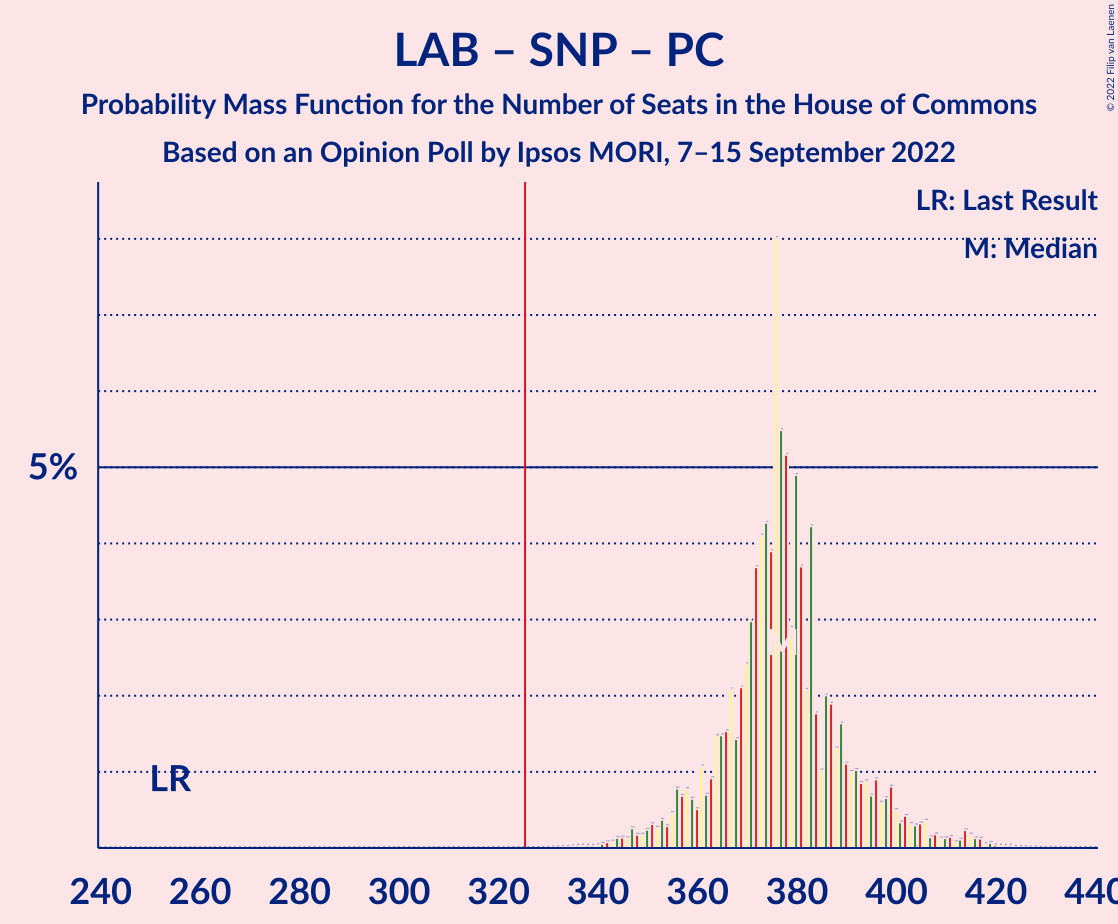 LAB – SNP – PC
Probability Mass Function for the Number of Seats in the House of Commons
Based on an Opinion Poll by Ipsos MORI, 7–15 September 2022
© 2022 Filip van Laenen
LR: Last Result
M: Median
5%
M
LR
240 260 280 300 320 340 360 380 400 420 440